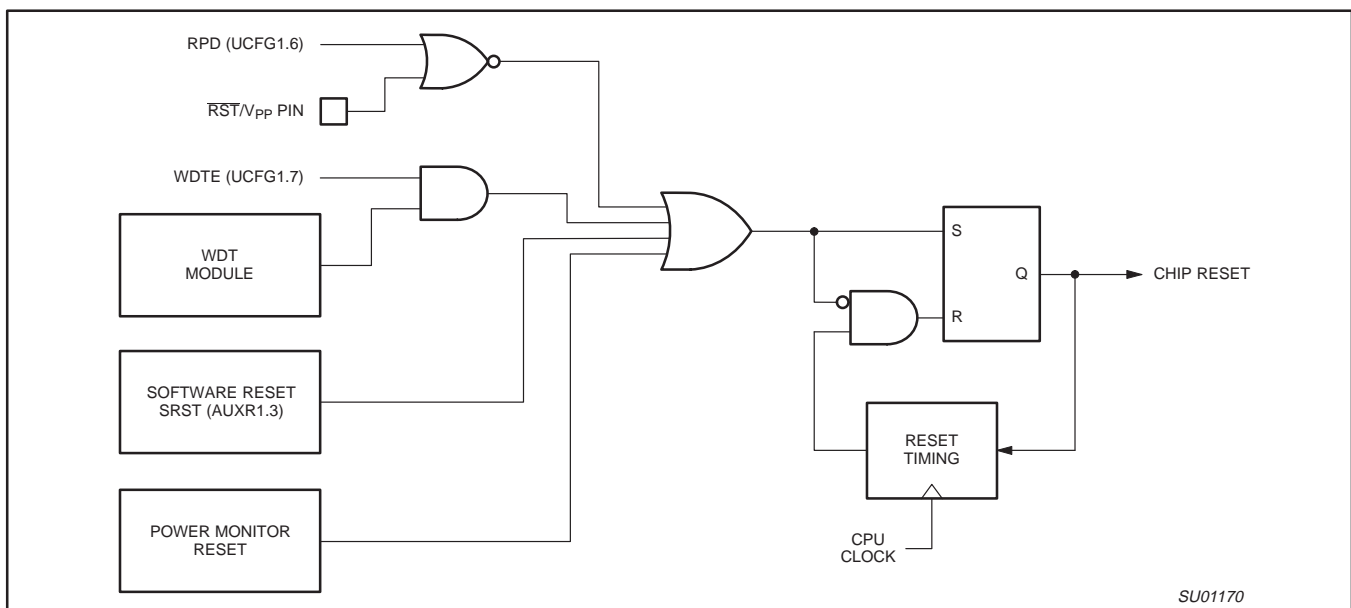 RPD (UCFG1.6)
RST/VPP PIN
WDTE (UCFG1.7)
WDT
MODULE
SOFTWARE RESET
SRST (AUXR1.3)
POWER MONITOR
RESET
S
Q
R
CHIP RESET
RESET
TIMING
CPU
CLOCK
SU01170